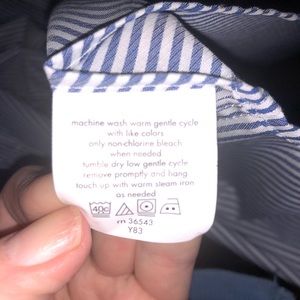 machine wash warm gentle cycle
with like colors
only non-chlorine bleach
when needed
tumble dry low gentle cycle
remove promptly and hang
touch up with warm steam iron
as needed
40c
rn 36543
Y83